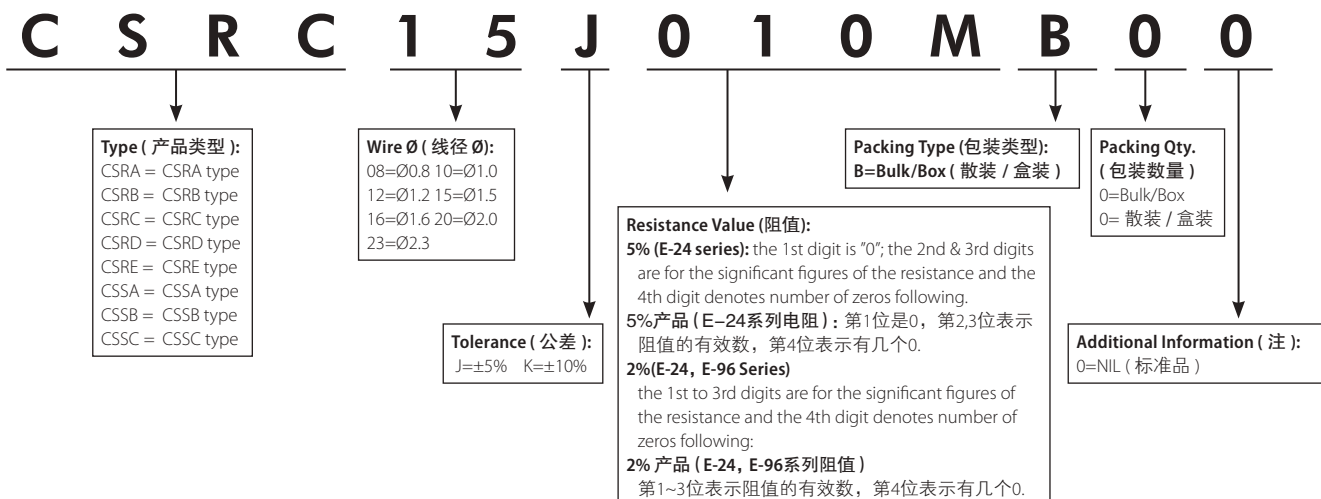 C S R C 1 5 J 0 1 0 M B 0 0
Type ( 产品类型 ):
CSRA = CSRA type
CSRB = CSRB type
CSRC = CSRC type
CSRD = CSRD type
CSRE = CSRE type
CSSA = CSSA type
CSSB = CSSB type
CSSC = CSSC type
Wire Ø ( 线径 Ø):
08=Ø0.8 10=Ø1.0
12=Ø1.2 15=Ø1.5
16=Ø1.6 20=Ø2.0
23=Ø2.3
Tolerance ( 公差 ):
J=±5% K=±10%
Resistance Value (阻值):
5% (E-24 series): the 1st digit is "0"; the 2nd & 3rd digits
are for the significant figures of the resistance and the
4th digit denotes number of zeros following.
5%产品 ( E–24系列电阻 ) : 第1位是0，第2,3位表示
阻值的有效数，第4位表示有几个0.
2%(E-24, E-96 Series)
the 1st to 3rd digits are for the significant figures of
the resistance and the 4th digit denotes number of
zeros following:
2% 产品 ( E-24, E-96系列阻值 )
第1~3位表示阻值的有效数，第4位表示有几个0.
Packing Type (包装类型):
B=Bulk/Box ( 散装 / 盒装 )
Packing Qty.
( 包装数量 )
0=Bulk/Box
0= 散装 / 盒装
Additional Information ( 注 ):
0=NIL ( 标准品 )